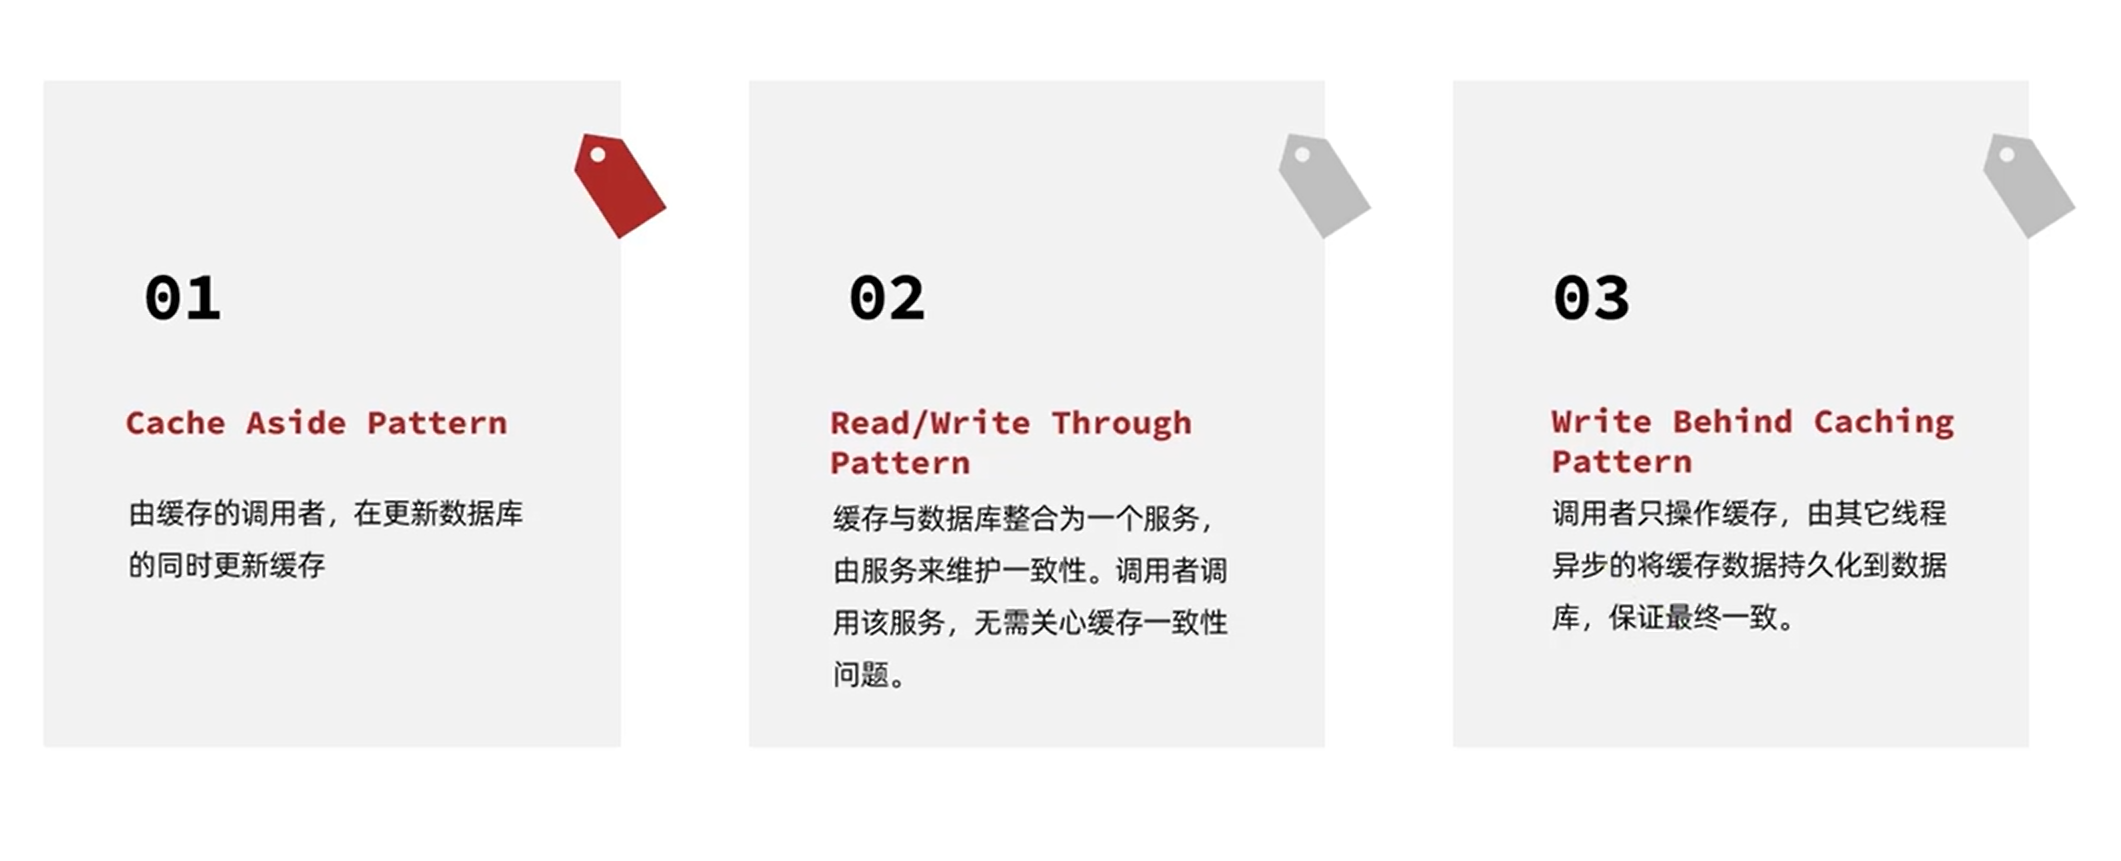 01
Cache Aside Pattern
由缓存的调用者，在更新数据库
的同时更新缓存
02
Read/Write Through
Pattern
缓存与数据库整合为一个服务，
由服务来维护一致性。调用者调
用该服务，无需关心缓存一致性
问题。
03
Write Behind Caching
Pattern
调用者只操作缓存，由其它线程
异步的将缓存数据持久化到数据
库，保证最终一致。